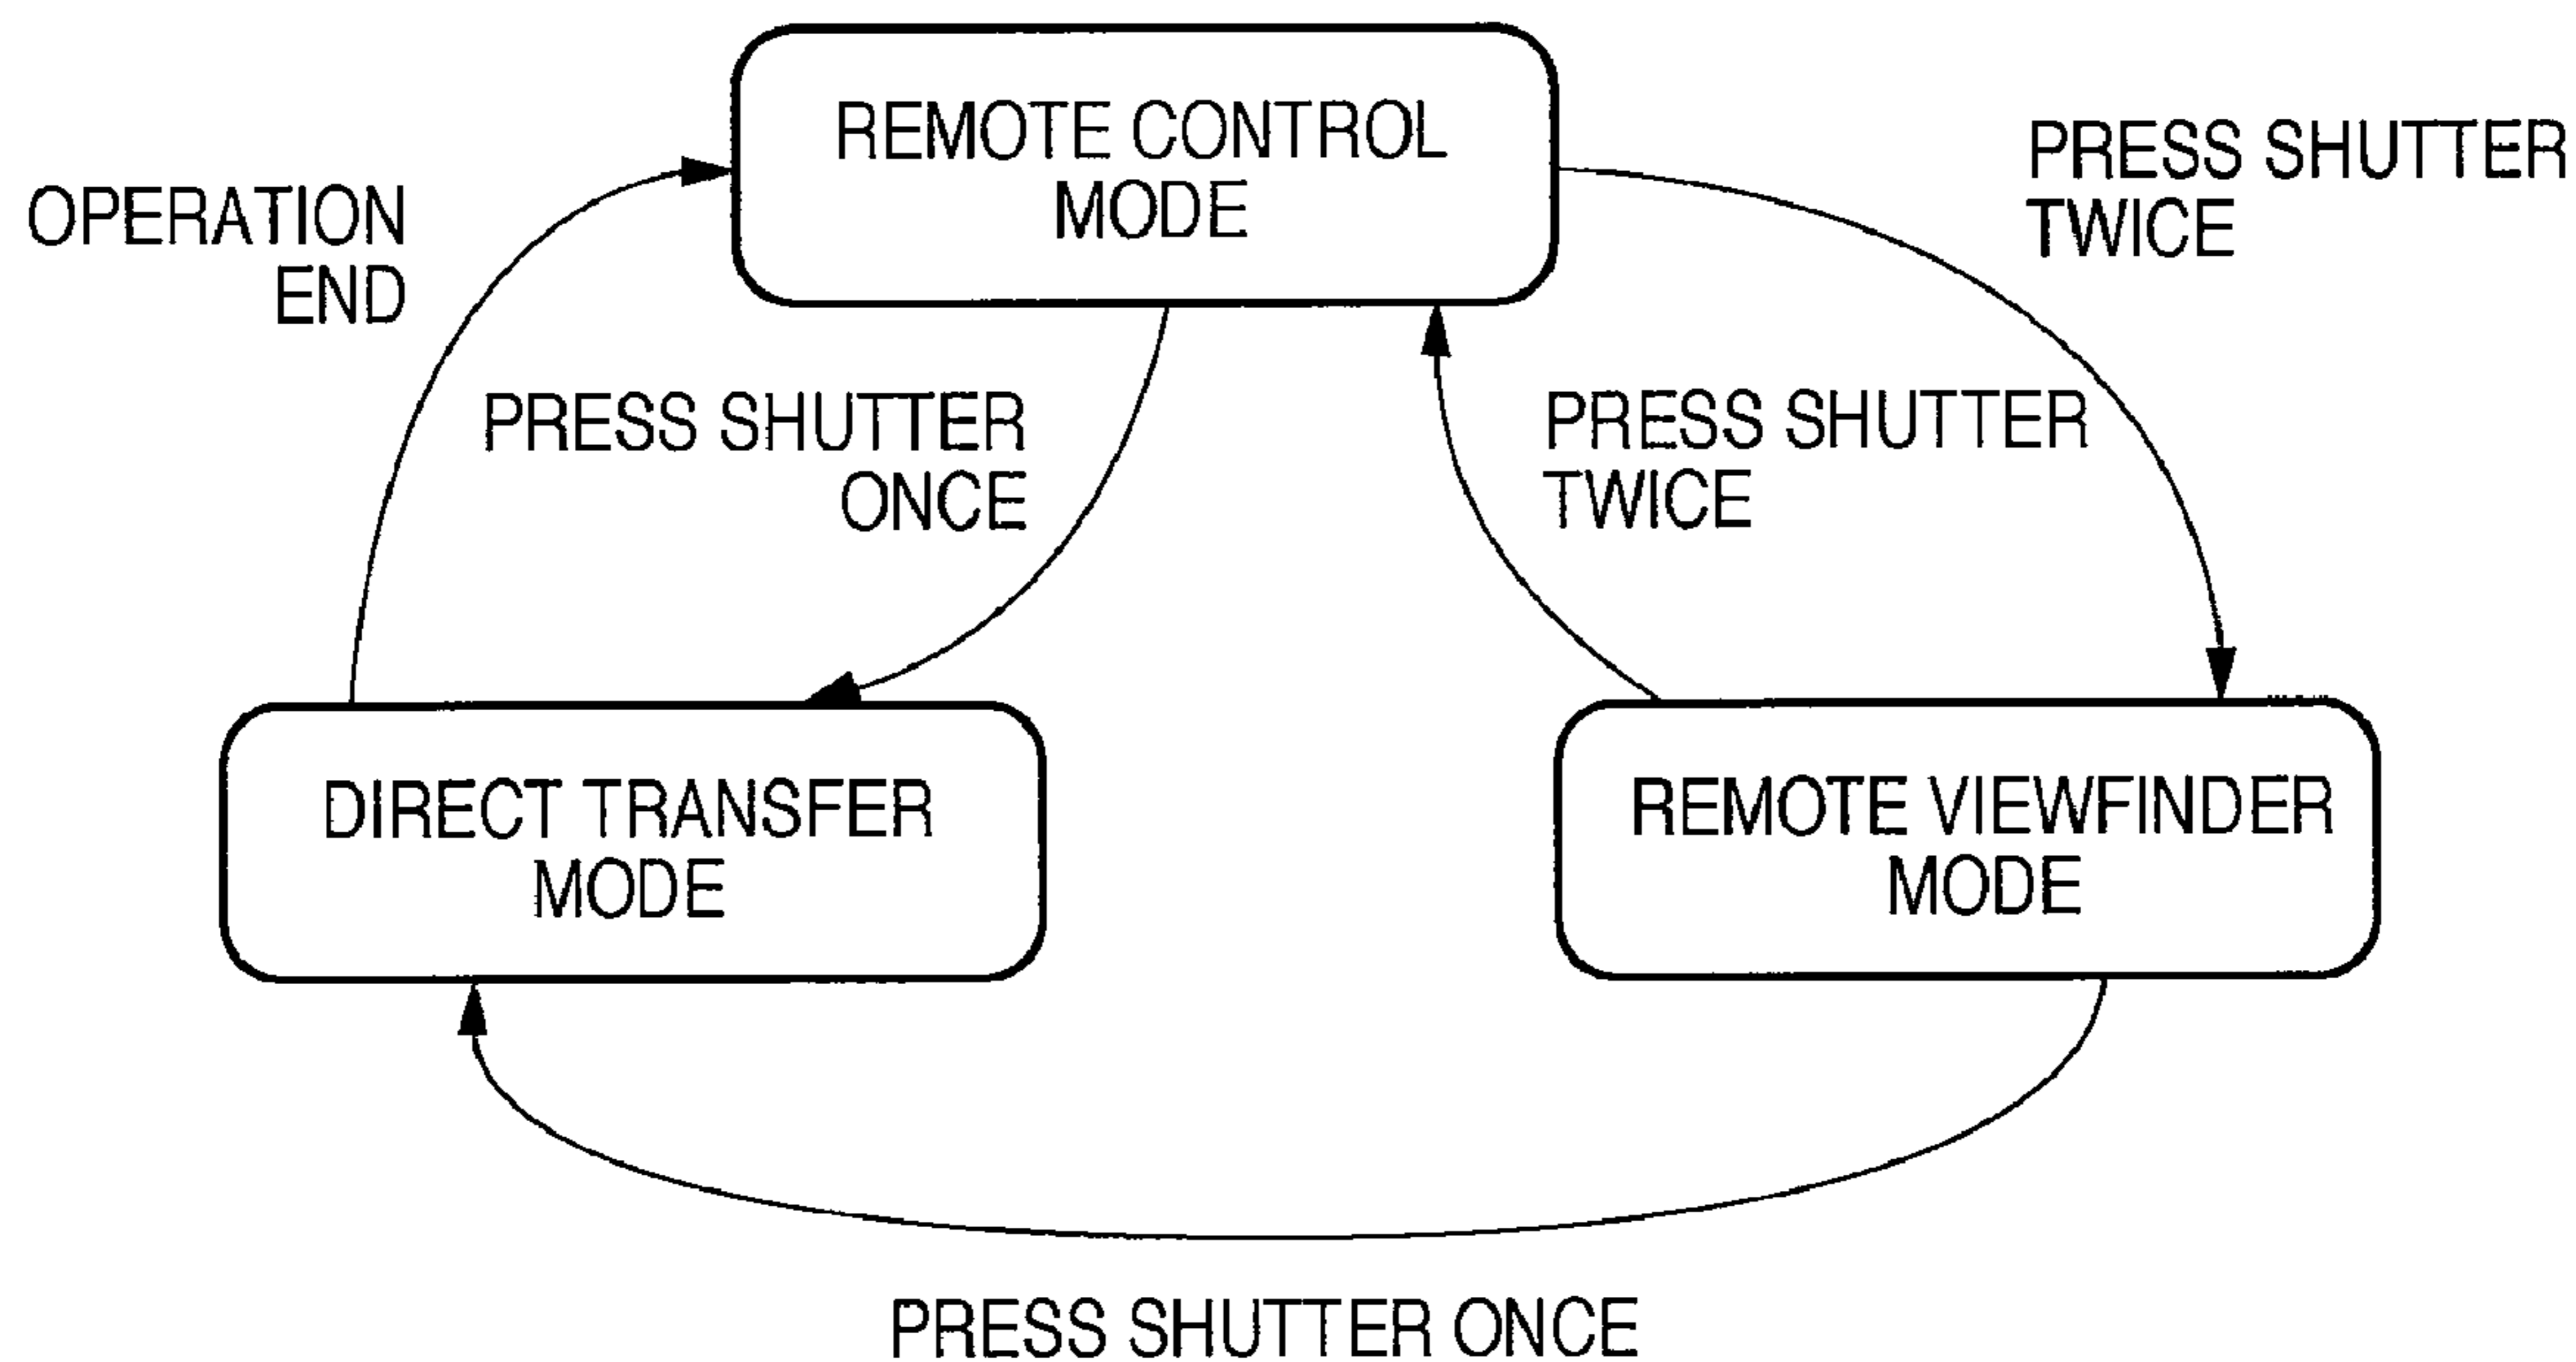 REMOTE CONTROL
MODE
PRESS SHUTTER
TWICE
OPERATION
END
PRESS SHUTTER
ONCE
PRESS SHUTTER
TWICE
DIRECT TRANSFER
MODE
REMOTE VIEWFINDER
MODE
PRESS SHUTTER ONCE